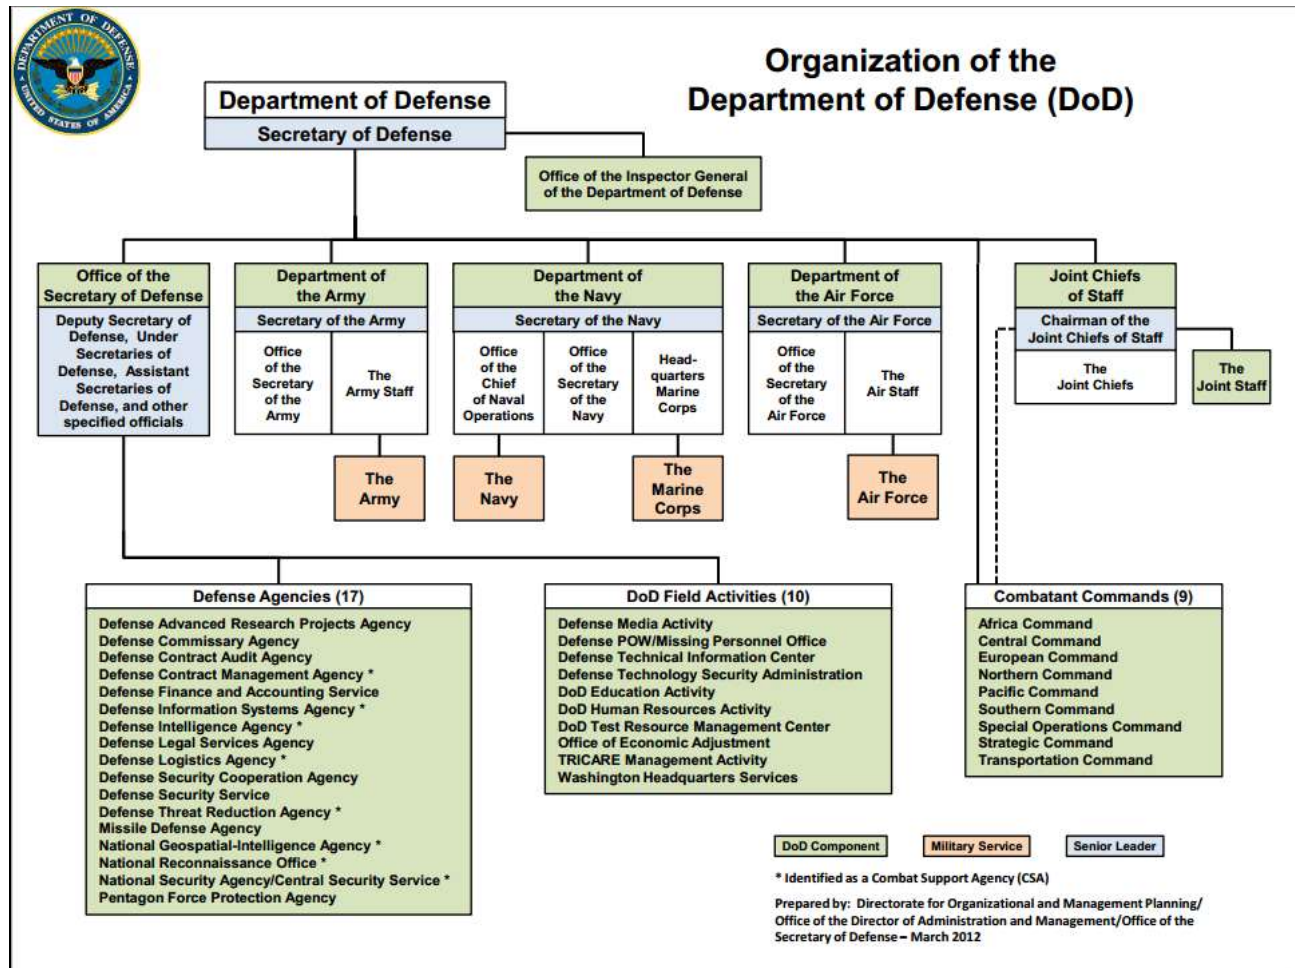 DEPARTMENT OF DEFENSE
UNITED STATES OF AMERICA
Organization of the
Department of Defense (DoD)
Department of Defense
Secretary of Defense
Office of the Inspector General
of the Department of Defense
Office of the
Secretary of Defense
Deputy Secretary of
Defense, Under
Secretaries of
Defense, Assistant
Secretaries of
Defense, and other
specified officials
Department of
the Army
Secretary of the Army
Office
of the
Secretary
of the
Army
The
Army Staff
The
Army
Department of
the Navy
Secretary of the Navy
Office
of the
Chief
of Naval
Operations
Office
of the
Secretary
of the
Navy
Head-
quarters
Marine
Corps
The
Navy
The
Marine
Corps
Department of
the Air Force
Secretary of the Air Force
Office
of the
Secretary
of the
Air Force
The
Air Staff
The
Air Force
Joint Chiefs
of Staff
Chairman of the
Joint Chiefs of Staff
The
Joint Chiefs
The
Joint Staff
Defense Agencies (17)
Defense Advanced Research Projects Agency
Defense Commissary Agency
Defense Contract Audit Agency
Defense Contract Management Agency *
Defense Finance and Accounting Service
Defense Information Systems Agency *
Defense Intelligence Agency *
Defense Legal Services Agency
Defense Logistics Agency *
Defense Security Cooperation Agency
Defense Security Service
Defense Threat Reduction Agency *
Missile Defense Agency
National Geospatial-Intelligence Agency *
National Reconnaissance Office *
National Security Agency/Central Security Service *
Pentagon Force Protection Agency
DoD Field Activities (10)
Defense Media Activity
Defense POW/Missing Personnel Office
Defense Technical Information Center
Defense Technology Security Administration
DoD Education Activity
DoD Human Resources Activity
DoD Test Resource Management Center
Office of Economic Adjustment
TRICARE Management Activity
Washington Headquarters Services
Combatant Commands (9)
Africa Command
Central Command
European Command
Northern Command
Pacific Command
Southern Command
Special Operations Command
Strategic Command
Transportation Command
DoD Component
Military Service
Senior Leader
* Identified as a Combat Support Agency (CSA)
Prepared by: Directorate for Organizational and Management Planning/
Office of the Director of Administration and Management/Office of the
Secretary of Defense – March 2012